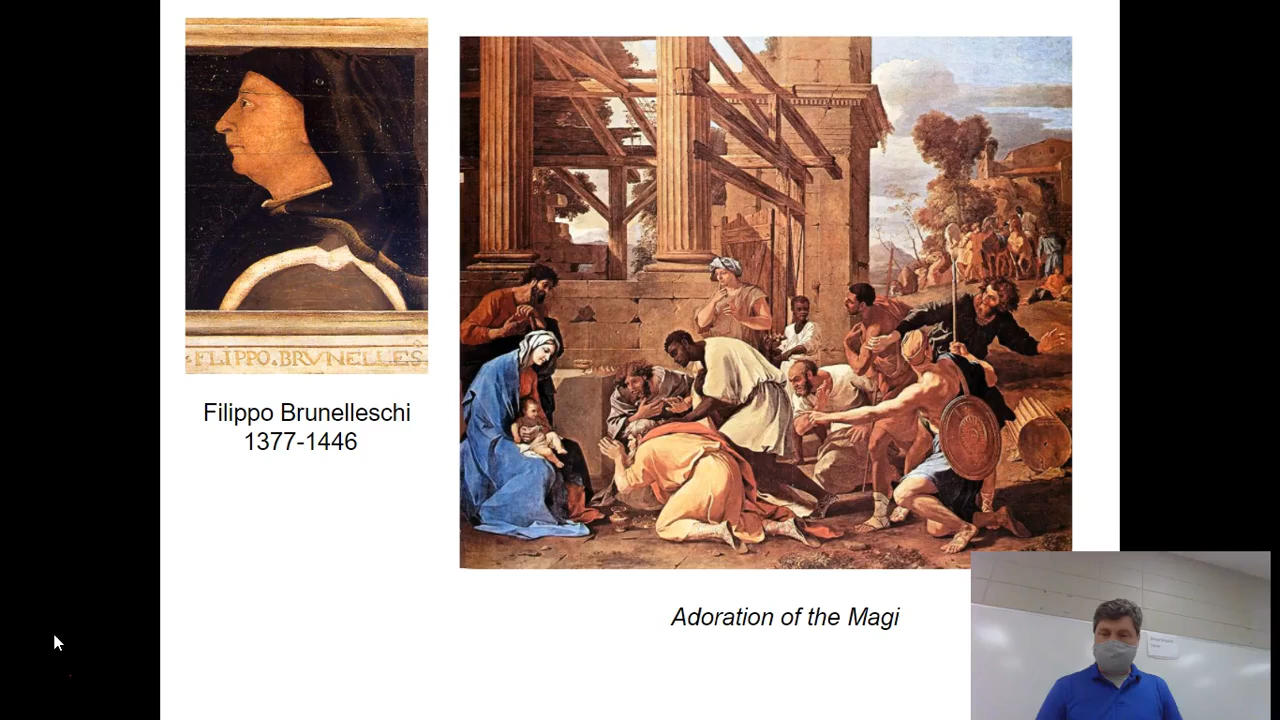 FILIPPO.BRVNELLES
Filippo Brunelleschi
1377-1446
Adoration of the Magi